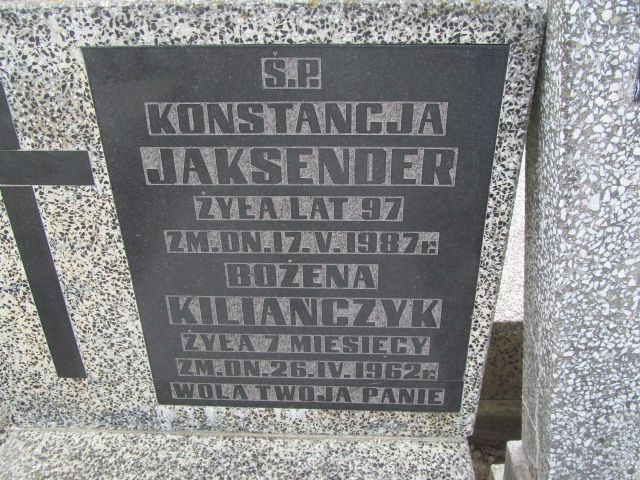 Ś.P.
KONSTANCJA
JAKSENDER
ŻYŁA LAT 97
ZM. DN. 17. V. 1987r.
BOŻENA
KILIAŃCZYK
ŻYŁA 7 MIESIĘCY
ZM. DN. 26. IV. 1962r.
WOLA TWOJA PANIE